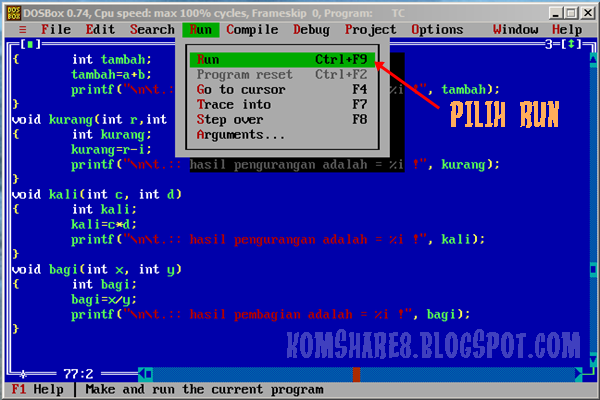 DOSBox 0.74, Cpu speed: max 100% cycles, Frameskip 0, Program: TC
≡ File Edit Search Run Compile Debug Project Options Window Help
[■] 3=[↕]
{ int tambah;
tambah=a+b;
printf("\n\t.:: %i !", tambah);
}
void kurang(int r,int
{ int kurang;
kurang=r-i;
printf("\n\t.:: hasil pengurangan adalah = %i !", kurang);
}
void kali(int c, int d)
{ int kali;
kali=c*d;
printf("\n\t.:: hasil pengurangan adalah = %i !", kali);
}
void bagi(int x, int y)
{ int bagi;
bagi=x/y;
printf("\n\t.:: hasil pembagian adalah = %i !", bagi);
}
Run Ctrl+F9
Program reset Ctrl+F2
Go to cursor F4
Trace into F7
Step over F8
Arguments...
PILIH RUN
KOMSHARE8.BLOGSPOT.COM
77:2
F1 Help | Make and run the current program